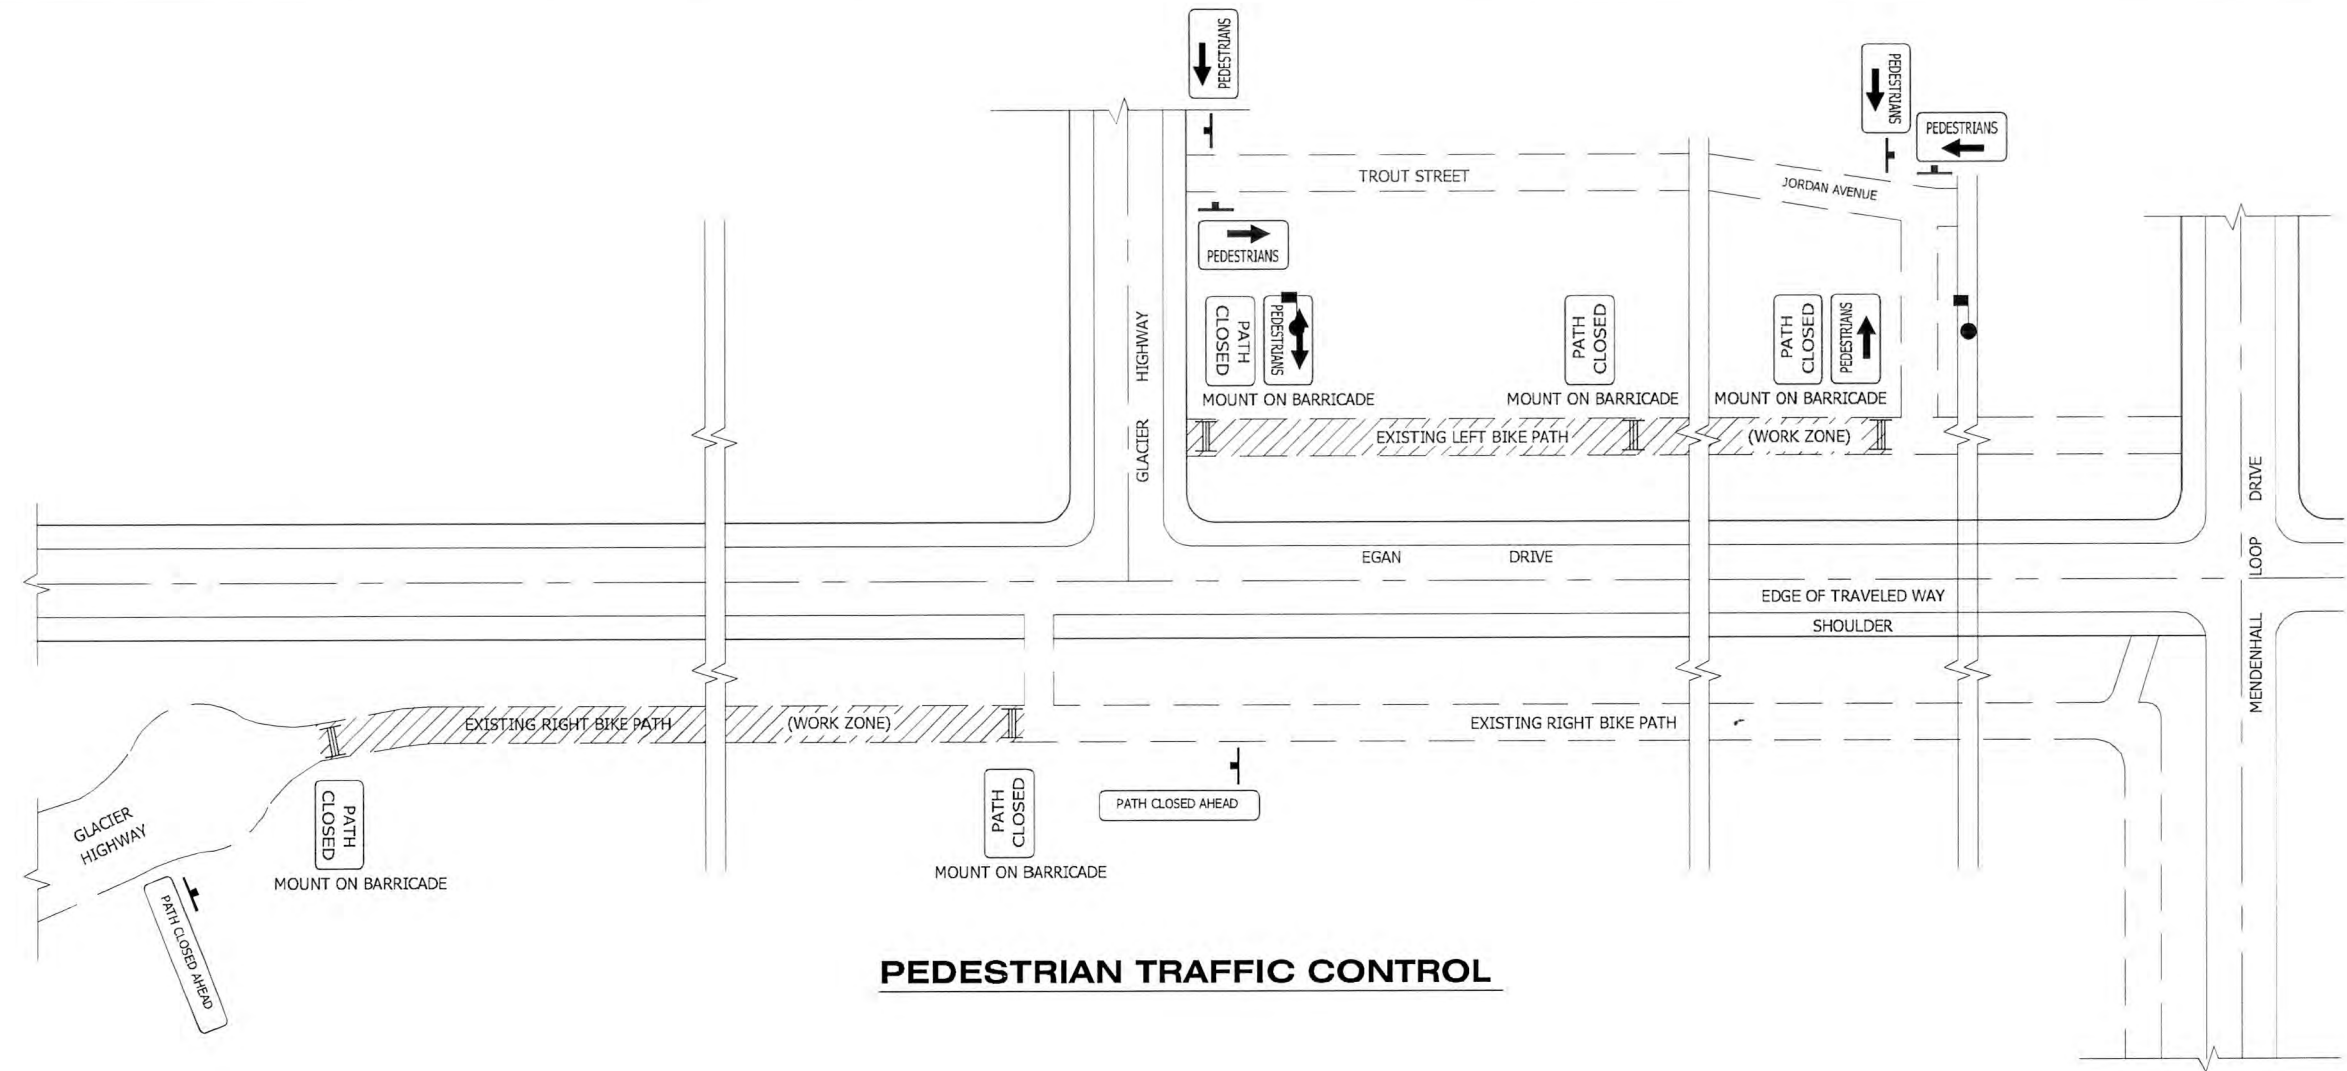 PEDESTRIANS
PEDESTRIANS
PEDESTRIANS
TROUT STREET
JORDAN AVENUE
PEDESTRIANS
PATH
CLOSED
PEDESTRIANS
MOUNT ON BARRICADE
PATH
CLOSED
MOUNT ON BARRICADE
PATH
CLOSED
PEDESTRIANS
MOUNT ON BARRICADE
GLACIER HIGHWAY
EXISTING LEFT BIKE PATH
(WORK ZONE)
EGAN DRIVE
EDGE OF TRAVELED WAY
SHOULDER
MENDENHALL LOOP DRIVE
EXISTING RIGHT BIKE PATH
(WORK ZONE)
EXISTING RIGHT BIKE PATH
GLACIER
HIGHWAY
PATH
CLOSED
MOUNT ON BARRICADE
PATH
CLOSED
MOUNT ON BARRICADE
PATH CLOSED AHEAD
PATH CLOSED AHEAD
PEDESTRIAN TRAFFIC CONTROL